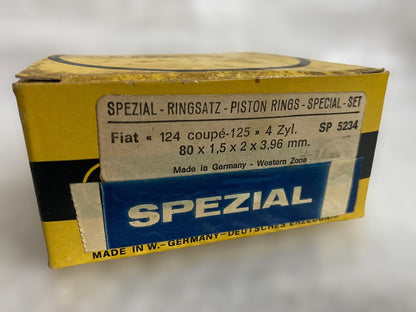 SPEZIAL - RINGSATZ - PISTON RINGS - SPECIAL - SET
Fiat « 124 coupé-125 » 4 Zyl. SP 5234
80 x 1,5 x 2 x 3,96 mm.
Made in Germany - Western Zone
SPEZIAL
MADE IN W.-GERMANY-DEUTSCHES ERZEUGNIS